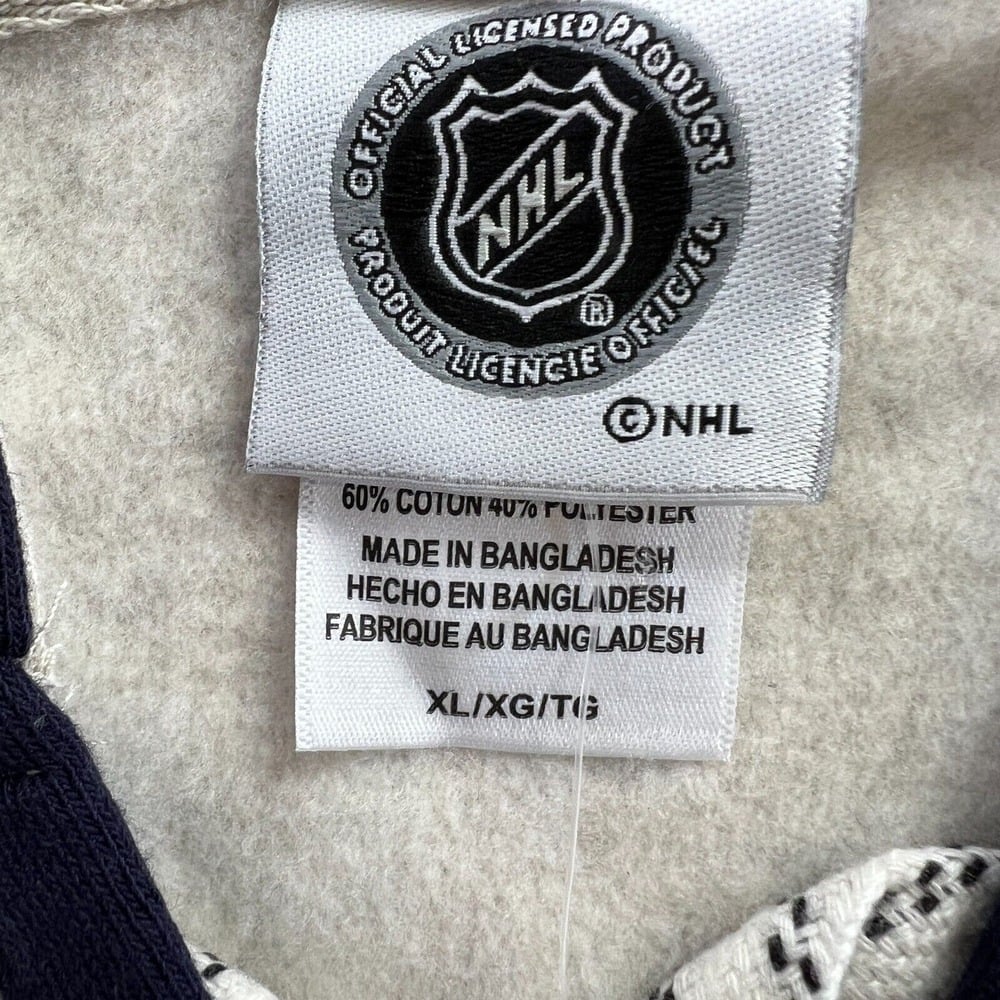 OFFICIAL LICENSED PRODUCT
NHL
®
PRODUIT LICENCIE OFFICIEL
©NHL
60% COTON 40% POLYESTER
MADE IN BANGLADESH
HECHO EN BANGLADESH
FABRIQUE AU BANGLADESH
XL/XG/TG